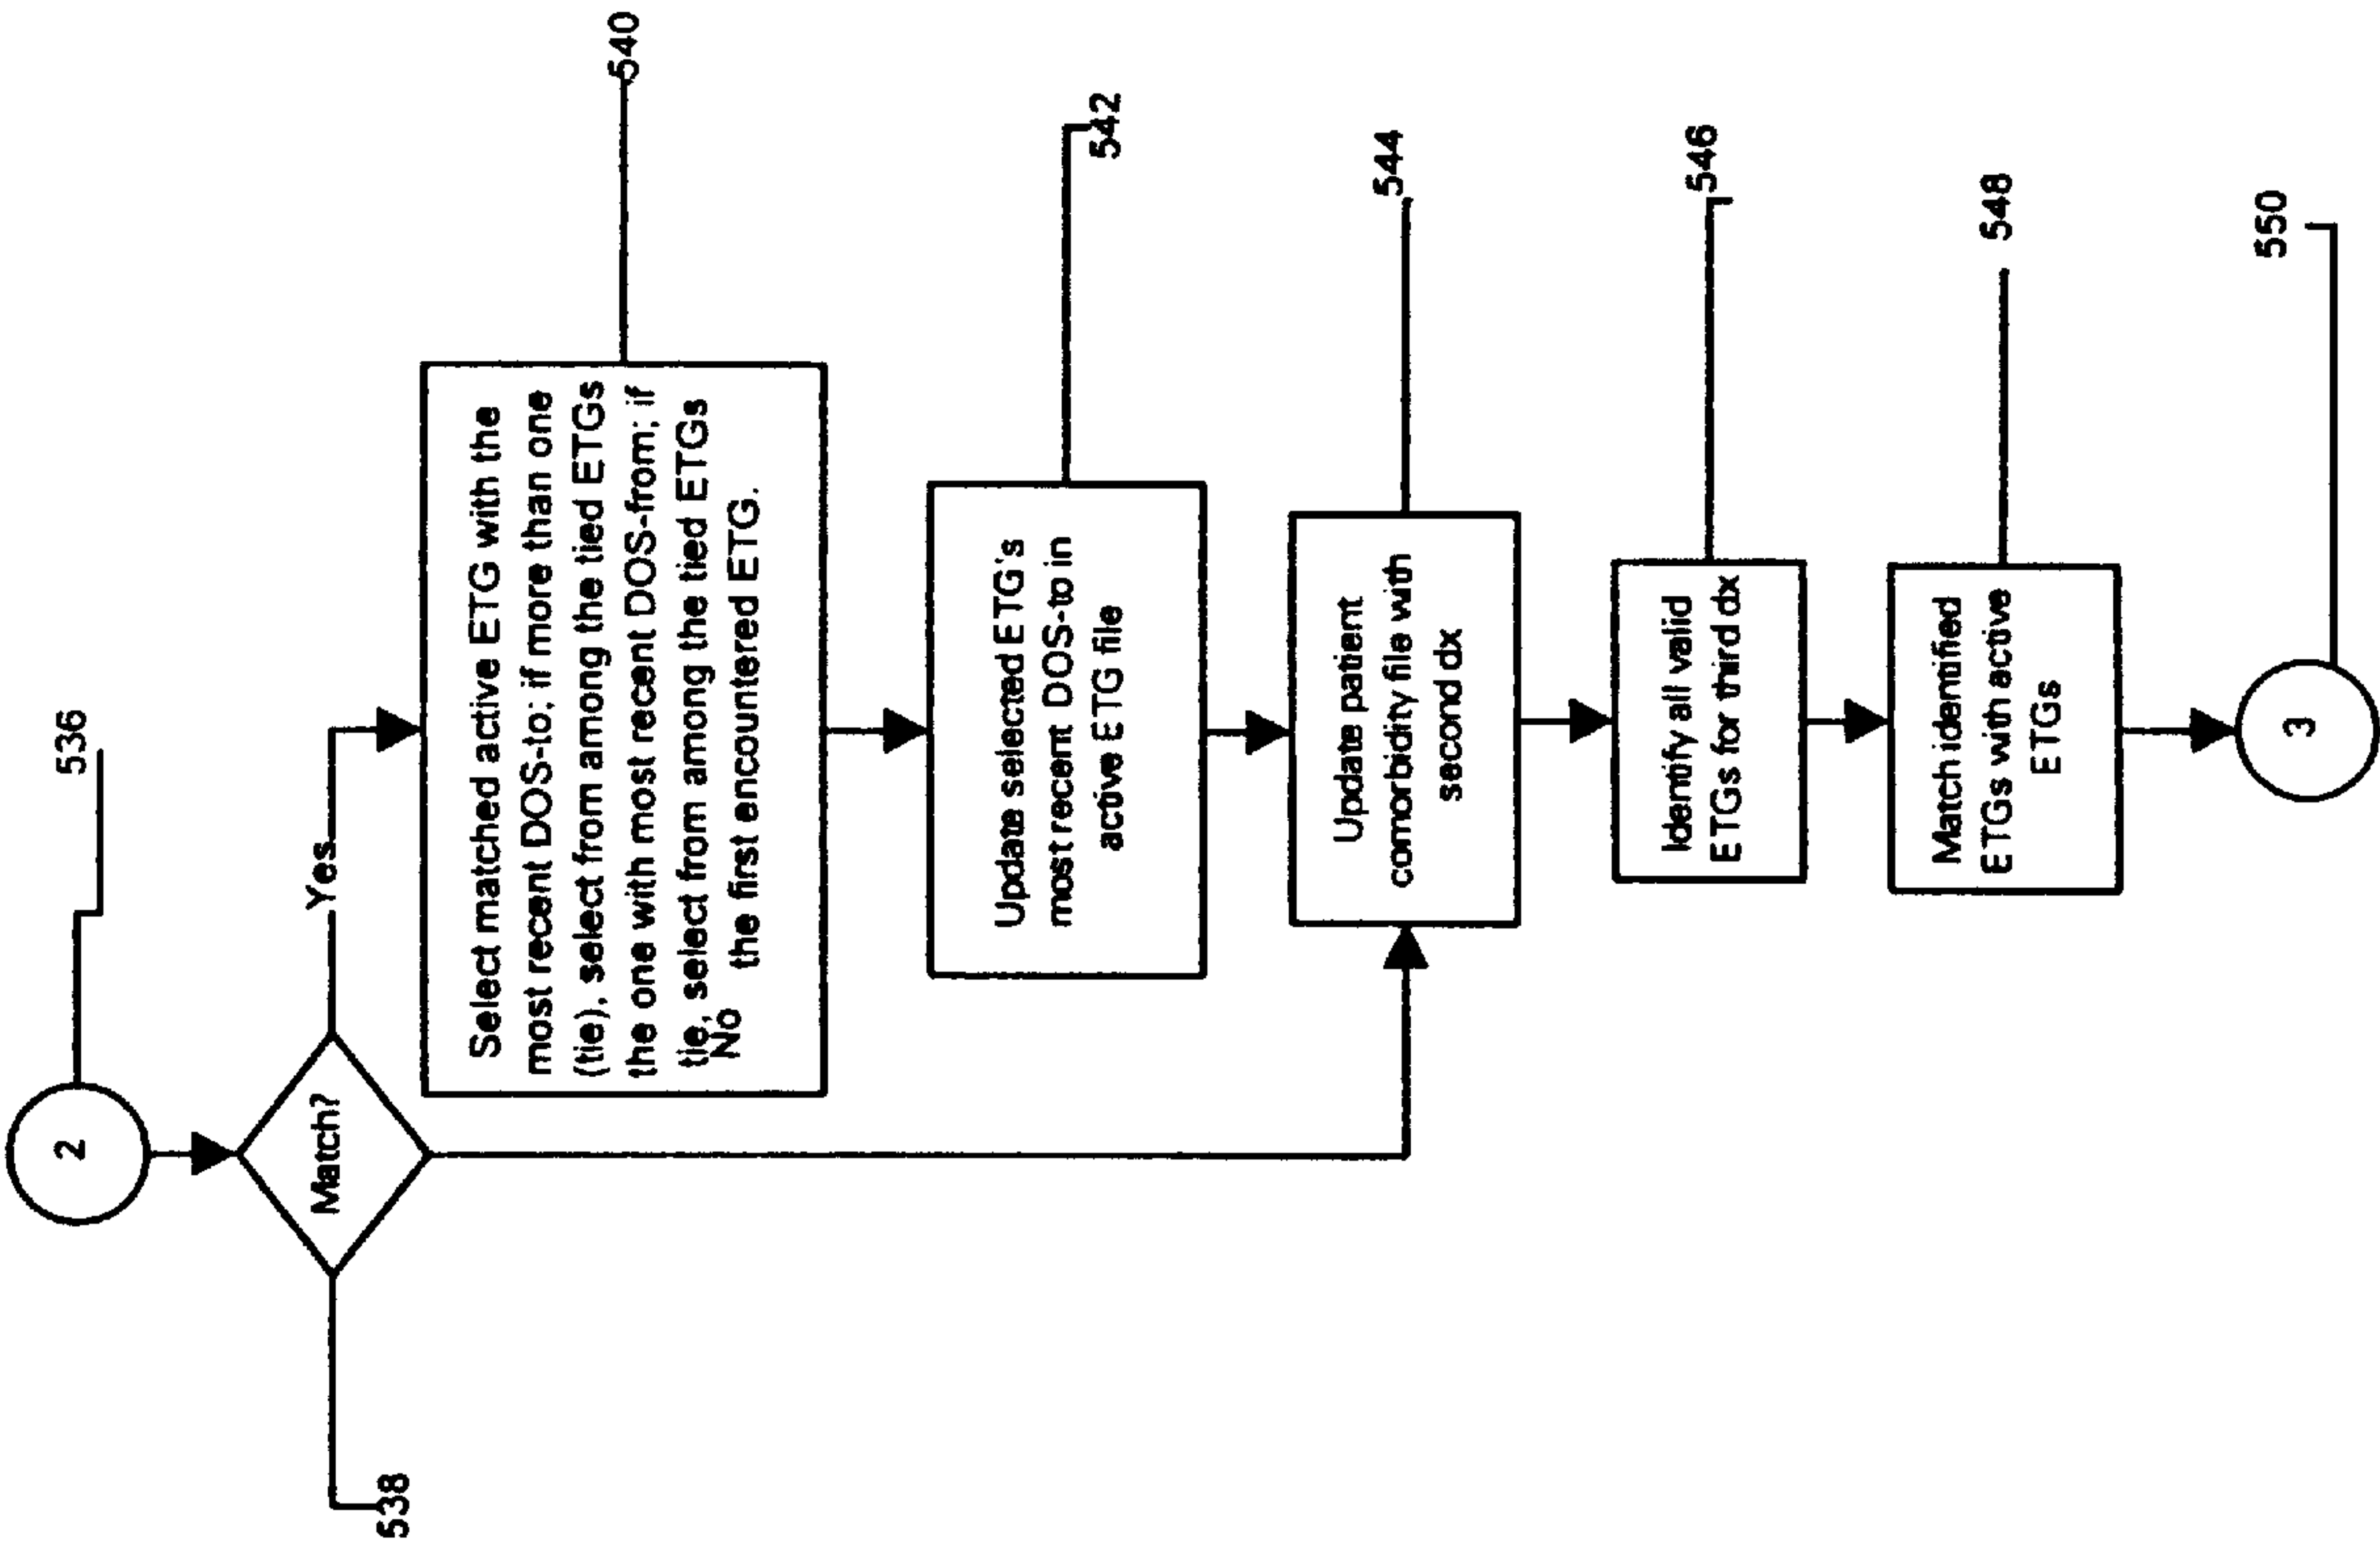 2
536
Match?
538
Yes
Select matched active ETG with the
most recent DOS-to; if more than one
(tie), select from among the tied ETGs
the one with most recent DOS-from; if
tie, select from among the tied ETGs
the first encountered ETG.
540
No
Update selected ETG's
most recent DOS-to in
active ETG file
542
Update patient
comorbidity file with
second dx
544
Identify all valid
ETGs for third dx
546
Match identified
ETGs with active
ETGs
548
3
550